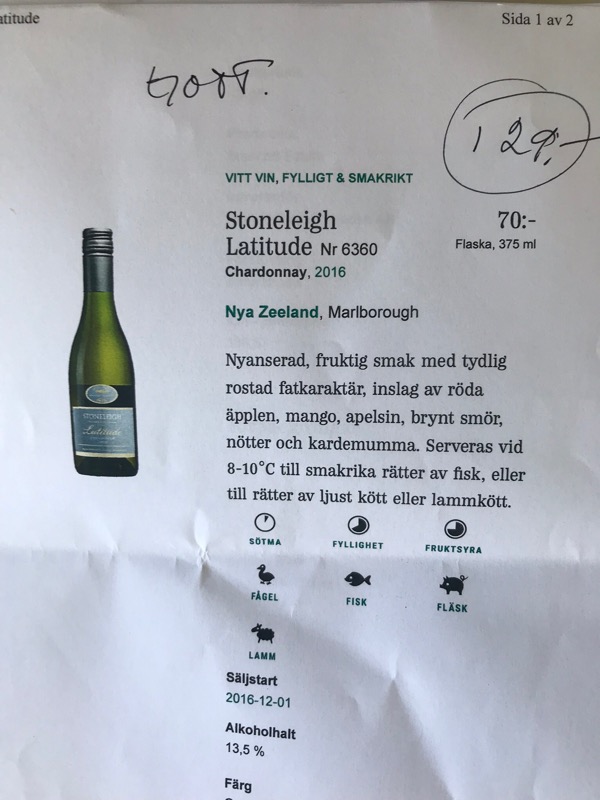 atitude
Sida 1 av 2
GOTT.
129,-
VITT VIN, FYLLIGT & SMAKRIKT
Stoneleigh
Latitude Nr 6360
70:-
Flaska, 375 ml
Chardonnay, 2016
Nya Zeeland, Marlborough
Nyanserad, fruktig smak med tydlig
rostad fatkaraktär, inslag av röda
äpplen, mango, apelsin, brynt smör,
nötter och kardemumma. Serveras vid
8-10°C till smakrika rätter av fisk, eller
till rätter av ljust kött eller lammkött.
SÖTMA
FYLLIGHET
FRUKTSYRA
FÅGEL
FISK
FLÄSK
LAMM
Säljstart
2016-12-01
Alkoholhalt
13,5 %
Färg
STONELEIGH
Latitude